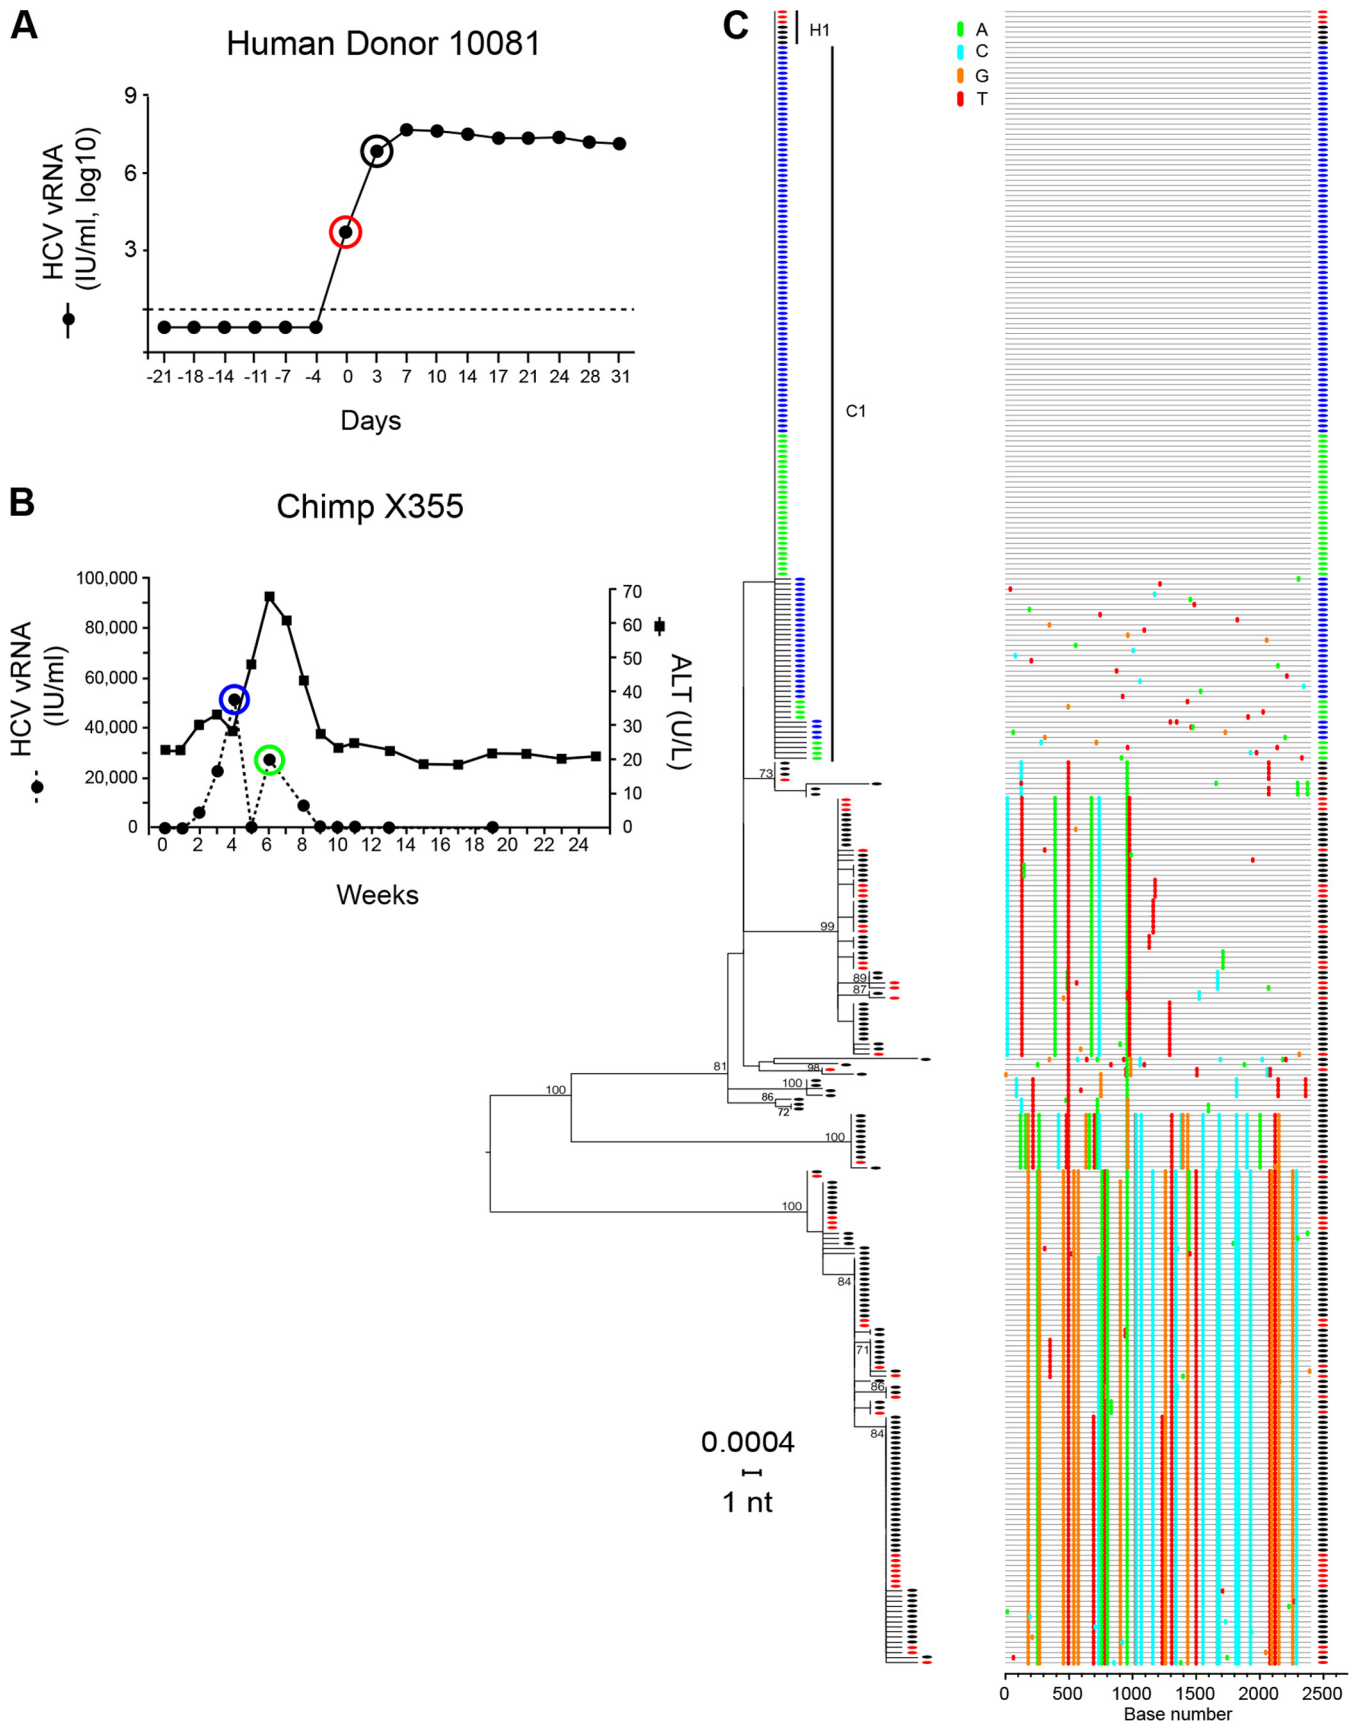 A
Human Donor 10081
HCV vRNA
(IU/ml, log10)
9
6
3
-21 -18 -14 -11 -7 -4 0 3 7 10 14 17 21 24 28 31
Days
B
Chimp X355
HCV vRNA
(IU/ml)
100,000
80,000
60,000
40,000
20,000
0
70
60
50
40
30
20
10
0
ALT (U/L)
0 2 4 6 8 10 12 14 16 18 20 22 24
Weeks
C
H1
C1
A
C
G
T
73
99
89
87
81
98
100
100
86
72
100
100
84
71
86
84
0.0004
1 nt
0 500 1000 1500 2000 2500
Base number